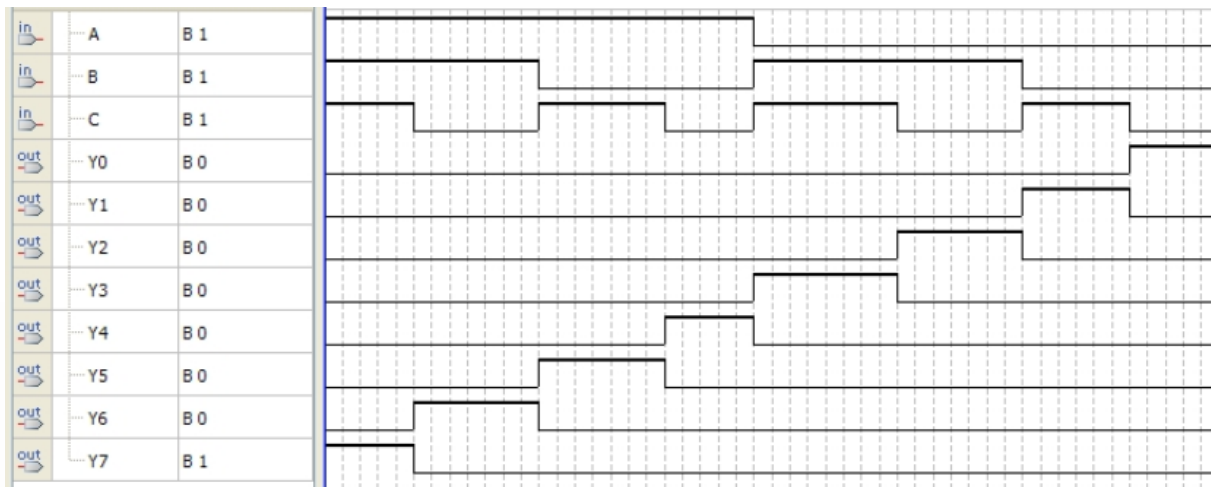 in A B 1
in B B 1
in C B 1
out Y0 B 0
out Y1 B 0
out Y2 B 0
out Y3 B 0
out Y4 B 0
out Y5 B 0
out Y6 B 0
out Y7 B 1